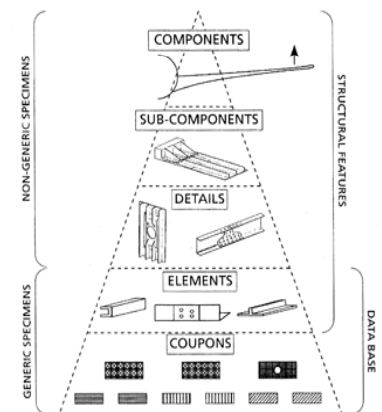 COMPONENTS
SUB-COMPONENTS
DETAILS
ELEMENTS
COUPONS
NON-GENERIC SPECIMENS
GENERIC SPECIMENS
STRUCTURAL FEATURES
DATA BASE